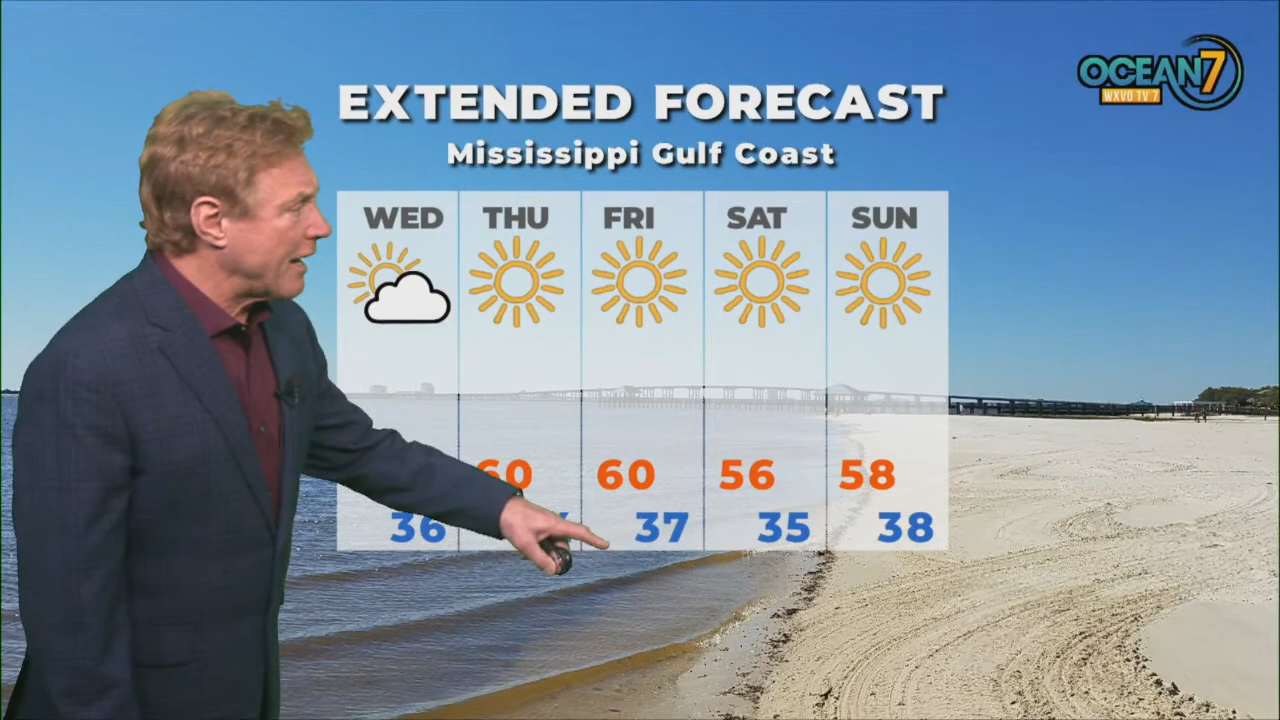 OCEAN7
WXVO TV 7
EXTENDED FORECAST
Mississippi Gulf Coast
WED THU FRI SAT SUN
60 60 56 58
36 37 35 38